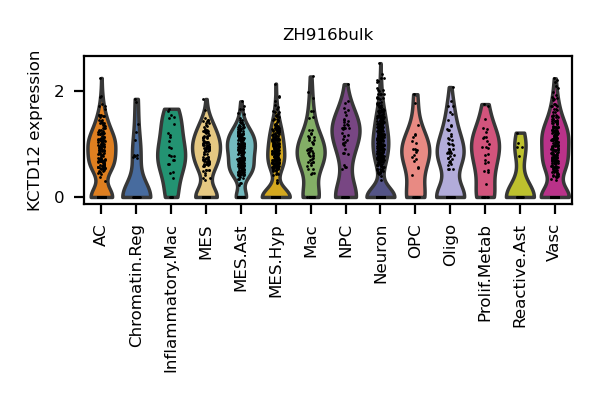 ZH916bulk
KCTD12 expression
2
0
AC
Chromatin.Reg
Inflammatory.Mac
MES
MES.Ast
MES.Hyp
Mac
NPC
Neuron
OPC
Oligo
Prolif.Metab
Reactive.Ast
Vasc